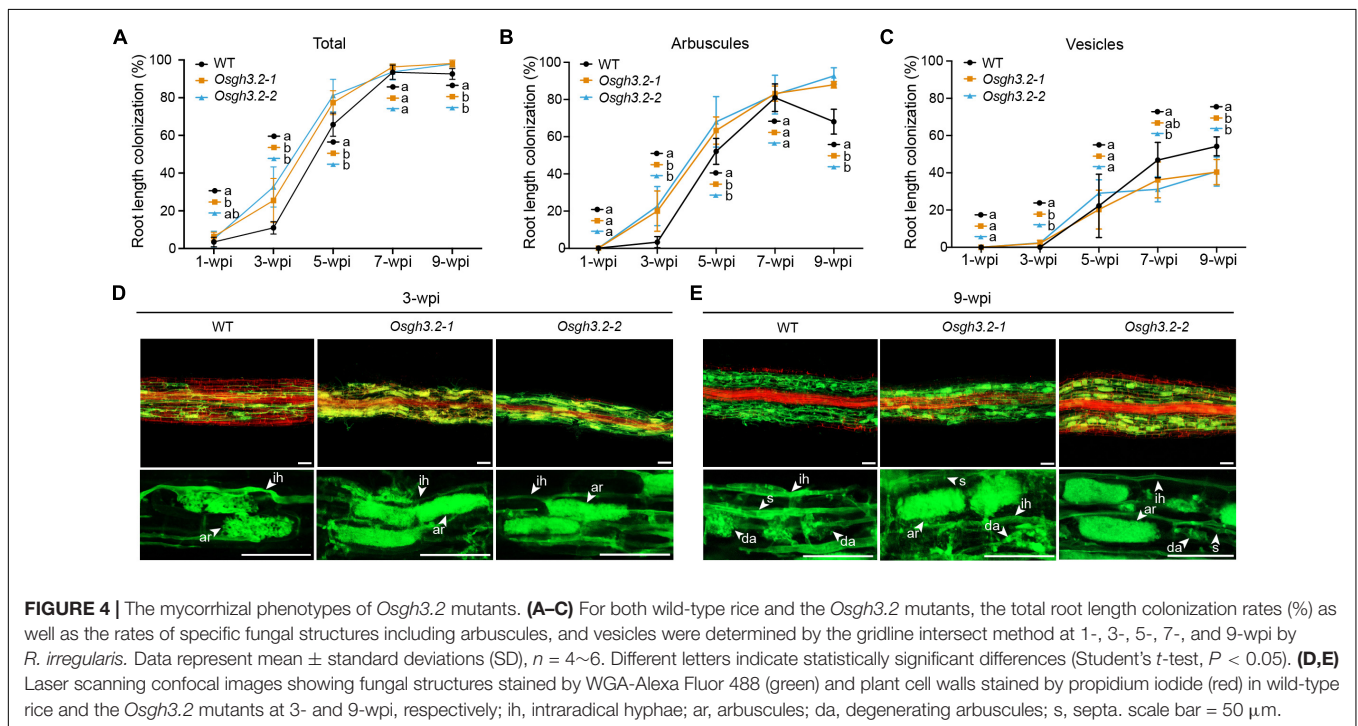 A
Total
WT
Osgh3.2-1
Osgh3.2-2
Root length colonization (%)
100
80
60
40
20
0
a
b
ab
a
b
b
a
b
b
a
a
a
a
b
b
1-wpi 3-wpi 5-wpi 7-wpi 9-wpi
B
Arbuscules
WT
Osgh3.2-1
Osgh3.2-2
Root length colonization (%)
100
80
60
40
20
0
a
a
a
a
b
b
a
b
b
a
a
a
a
b
b
1-wpi 3-wpi 5-wpi 7-wpi 9-wpi
C
Vesicles
WT
Osgh3.2-1
Osgh3.2-2
Root length colonization (%)
100
80
60
40
20
0
a
a
a
a
b
b
a
a
a
a
ab
b
a
b
b
1-wpi 3-wpi 5-wpi 7-wpi 9-wpi
D
3-wpi
WT Osgh3.2-1 Osgh3.2-2
ih
ar
ih
ar
ih
ar
E
9-wpi
WT Osgh3.2-1 Osgh3.2-2
ih
s
da
da
s
ih
ar
da
ih
ar
da
s
FIGURE 4 | The mycorrhizal phenotypes of Osgh3.2 mutants. (A–C) For both wild-type rice and the Osgh3.2 mutants, the total root length colonization rates (%) as
well as the rates of specific fungal structures including arbuscules, and vesicles were determined by the gridline intersect method at 1-, 3-, 5-, 7-, and 9-wpi by
R. irregularis. Data represent mean ± standard deviations (SD), n = 4~6. Different letters indicate statistically significant differences (Student's t-test, P < 0.05). (D,E)
Laser scanning confocal images showing fungal structures stained by WGA-Alexa Fluor 488 (green) and plant cell walls stained by propidium iodide (red) in wild-type
rice and the Osgh3.2 mutants at 3- and 9-wpi, respectively; ih, intraradical hyphae; ar, arbuscules; da, degenerating arbuscules; s, septa. scale bar = 50 μm.